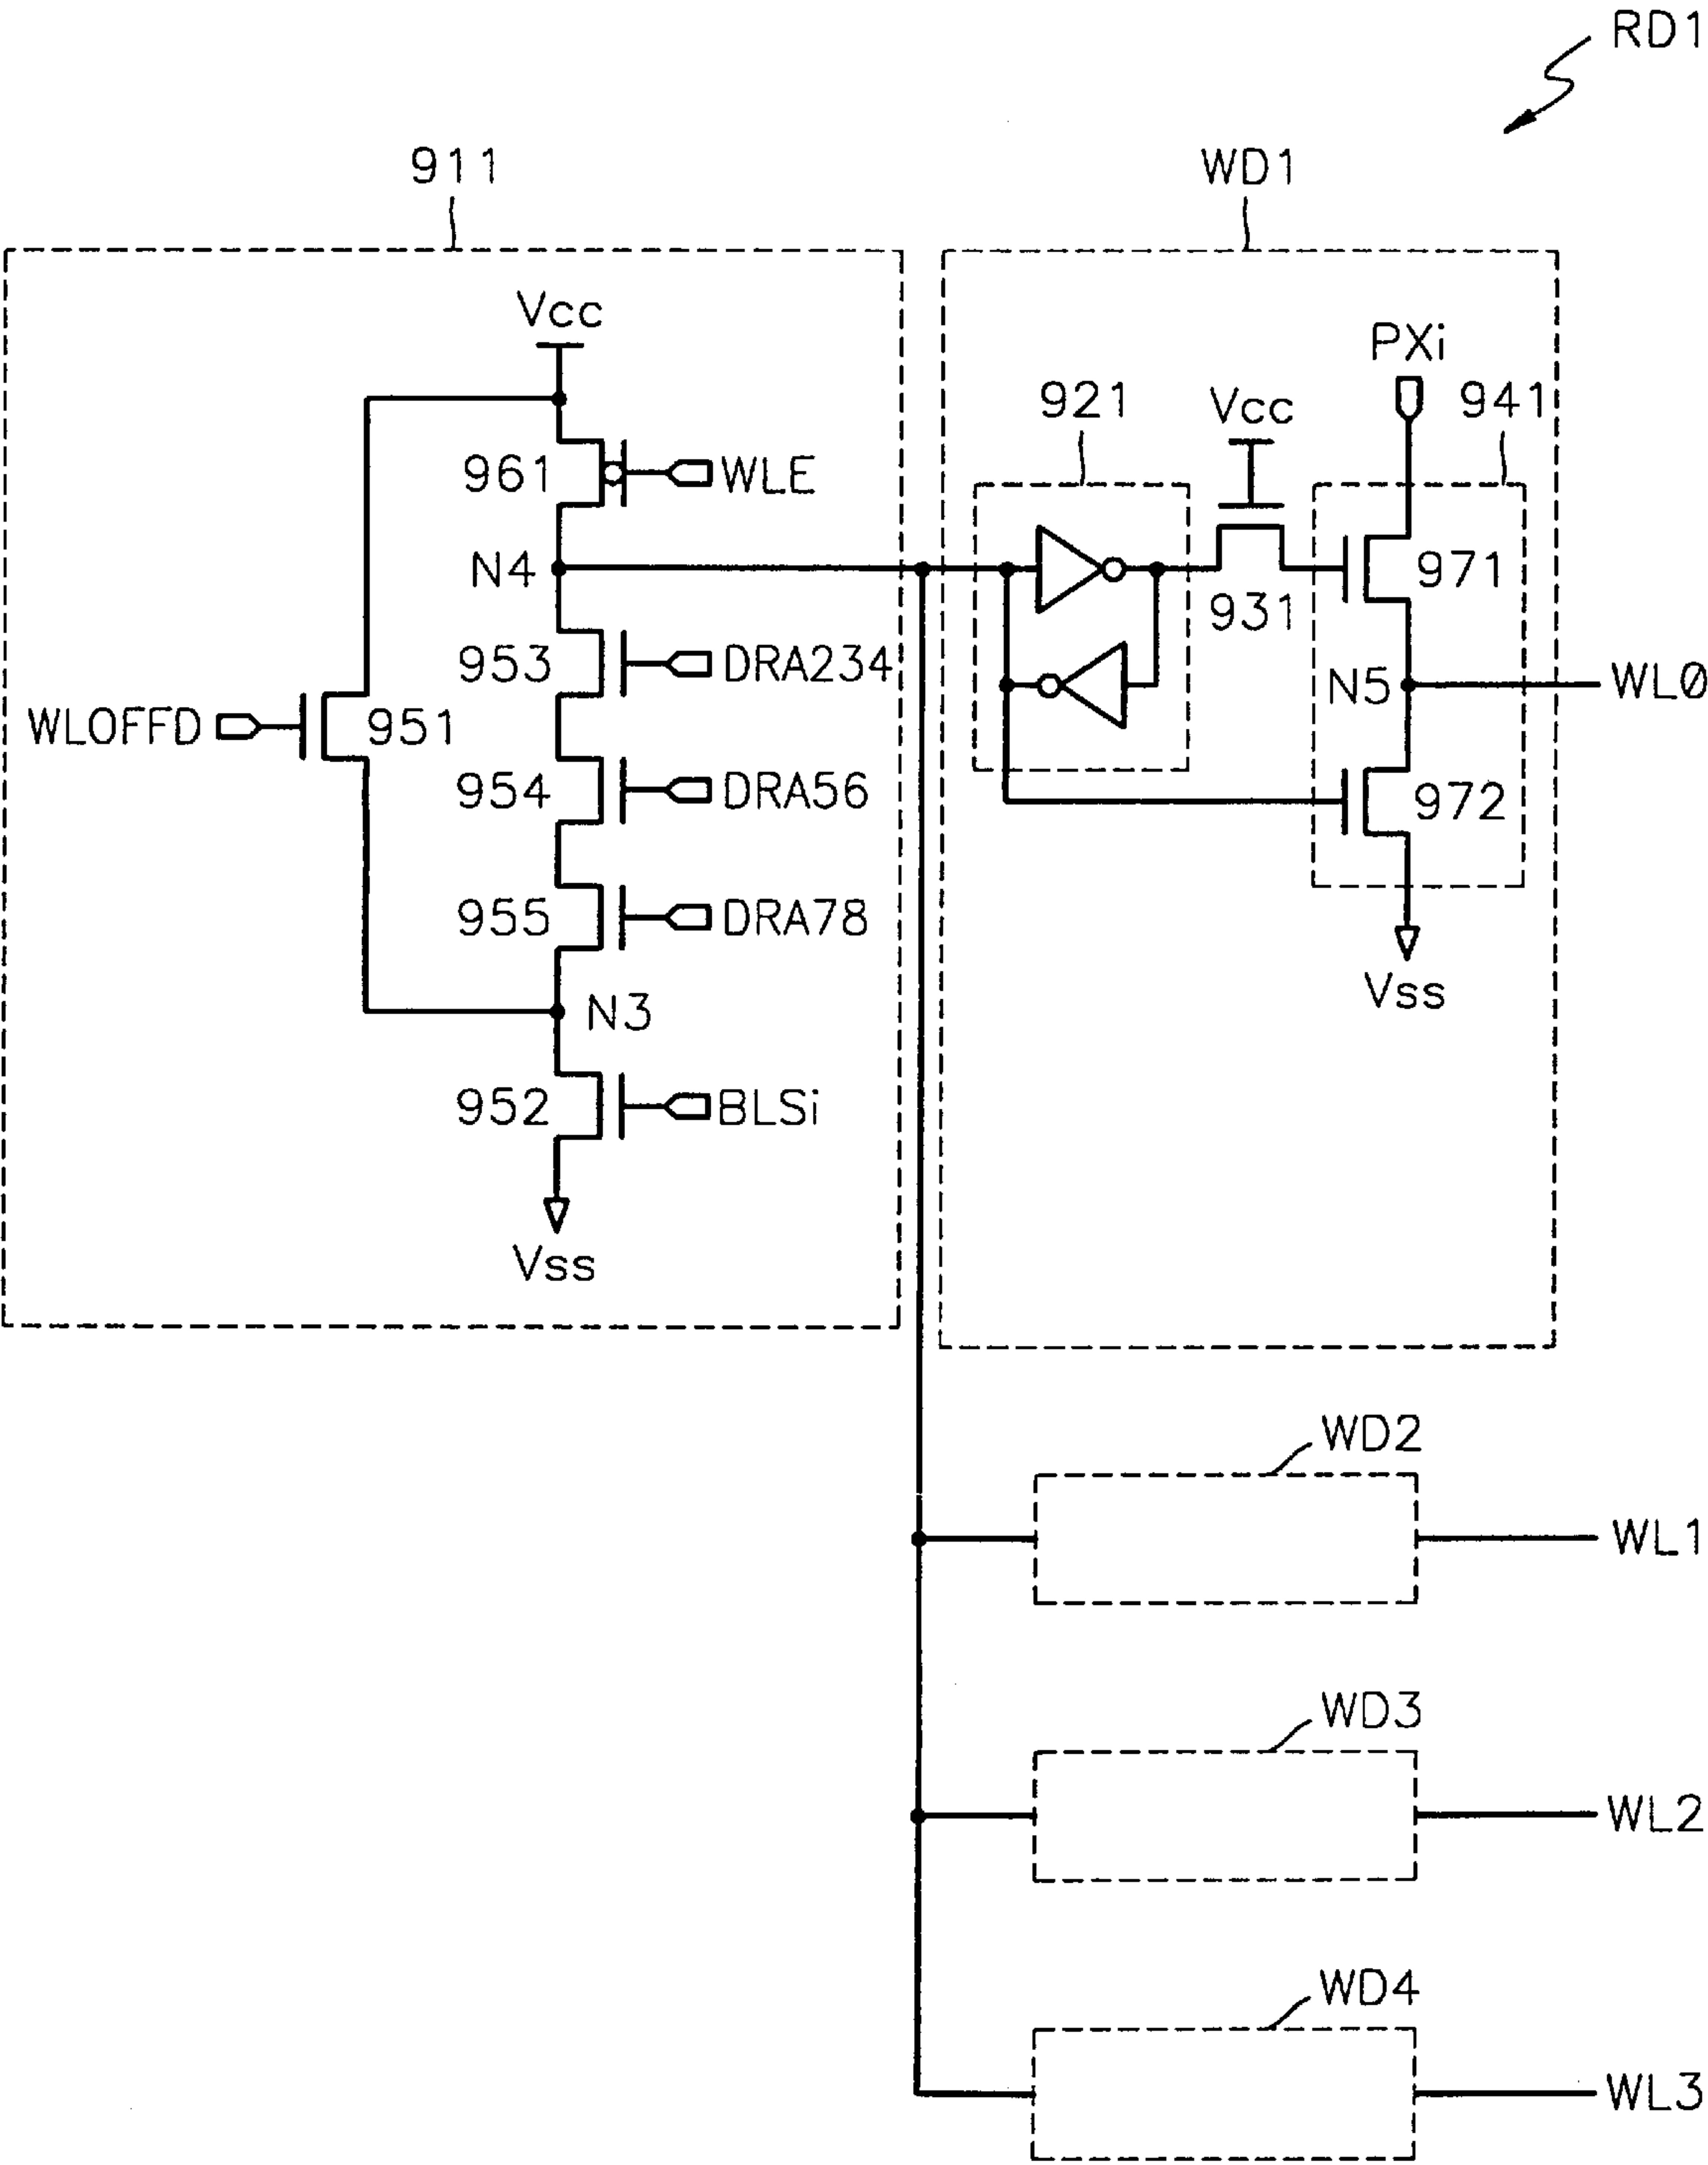 RD1
911
WD1
Vcc
PXi
921
Vcc
941
961
WLE
N4
971
931
953
DRA234
N5
WL0
WLOFFD
951
954
DRA56
972
955
DRA78
Vss
N3
952
BLSi
Vss
WD2
WL1
WD3
WL2
WD4
WL3